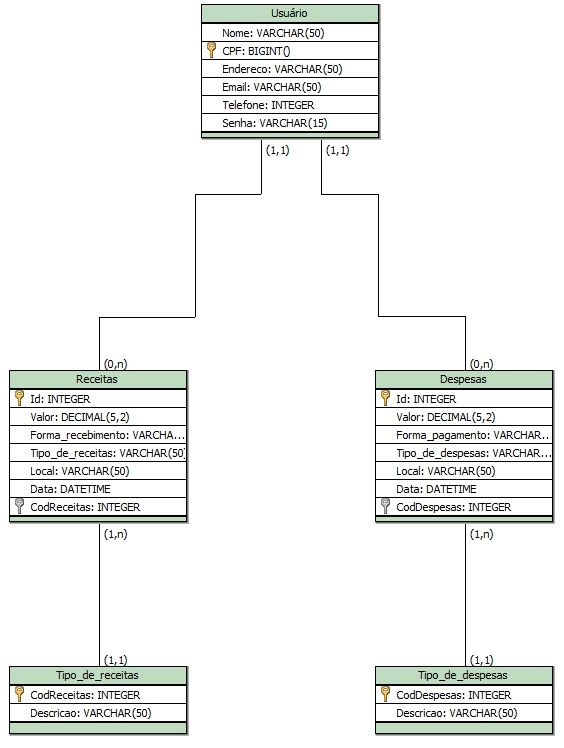 Usuário
Nome: VARCHAR(50)
CPF: BIGINT()
Endereco: VARCHAR(50)
Email: VARCHAR(50)
Telefone: INTEGER
Senha: VARCHAR(15)
(1,1) (1,1)
(0,n) (0,n)
Receitas
Id: INTEGER
Valor: DECIMAL(5,2)
Forma_recebimento: VARCHA...
Tipo_de_receitas: VARCHAR(50)
Local: VARCHAR(50)
Data: DATETIME
CodReceitas: INTEGER
Despesas
Id: INTEGER
Valor: DECIMAL(5,2)
Forma_pagamento: VARCHAR...
Tipo_de_despesas: VARCHAR...
Local: VARCHAR(50)
Data: DATETIME
CodDespesas: INTEGER
(1,n) (1,n)
(1,1) (1,1)
Tipo_de_receitas
CodReceitas: INTEGER
Descricao: VARCHAR(50)
Tipo_de_despesas
CodDespesas: INTEGER
Descricao: VARCHAR(50)